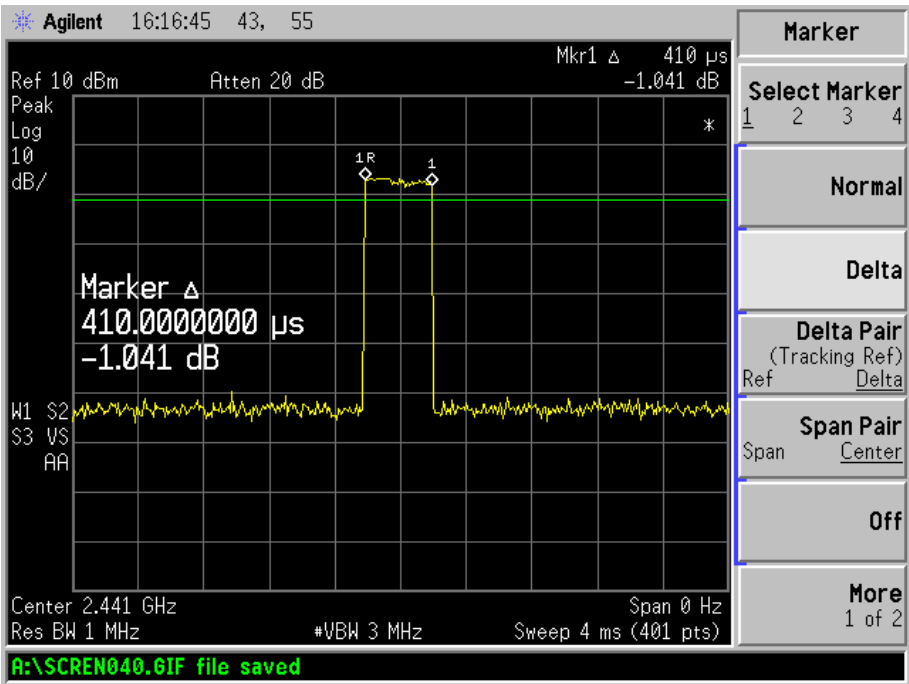 Agilent 16:16:45 43, 55
Mkr1 Δ 410 µs
Ref 10 dBm Atten 20 dB -1.041 dB
Peak
Log
10
dB/
*
1R
1
Marker Δ
410.0000000 µs
-1.041 dB
W1 S2
S3 VS
AA
Center 2.441 GHz Span 0 Hz
Res BW 1 MHz #VBW 3 MHz Sweep 4 ms (401 pts)
A:\SCREN040.GIF file saved
Marker
Select Marker
1 2 3 4
Normal
Delta
Delta Pair
(Tracking Ref)
Ref Delta
Span Pair
Span Center
Off
More
1 of 2